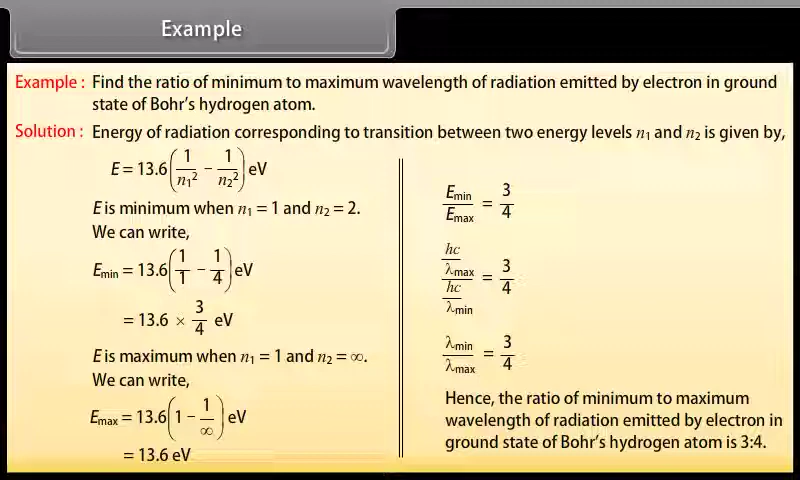 Example
Example : Find the ratio of minimum to maximum wavelength of radiation emitted by electron in ground
state of Bohr's hydrogen atom.
Solution : Energy of radiation corresponding to transition between two energy levels n₁ and n₂ is given by,
E = 13.6(1/n₁² − 1/n₂²) eV
E is minimum when n₁ = 1 and n₂ = 2.
We can write,
Emin = 13.6(1/1 − 1/4) eV
= 13.6 × 3/4 eV
E is maximum when n₁ = 1 and n₂ = ∞.
We can write,
Emax = 13.6(1 − 1/∞) eV
= 13.6 eV
Emin/Emax = 3/4
(hc/λmax)/(hc/λmin) = 3/4
λmin/λmax = 3/4
Hence, the ratio of minimum to maximum
wavelength of radiation emitted by electron in
ground state of Bohr's hydrogen atom is 3:4.